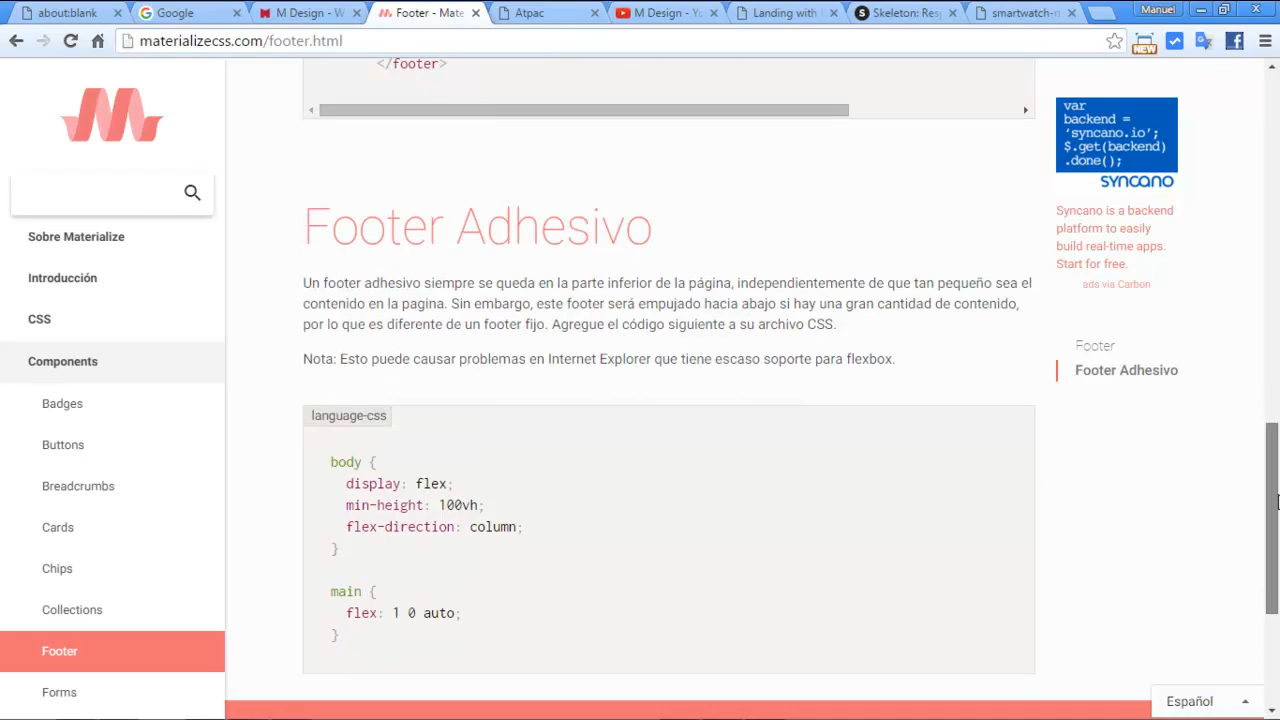 about:blank
Google
M Design - W
Footer - Mate
Atpac
M Design - Yo
Landing with
Skeleton: Res
smartwatch-m
Manuel
materializecss.com/footer.html
NEW
</footer>
var
backend =
'syncano.io';
$.get(backend)
.done();
syncano
Syncano is a backend
platform to easily
build real-time apps.
Start for free.
ads via Carbon
Sobre Materialize
Introducción
CSS
Components
Badges
Buttons
Breadcrumbs
Cards
Chips
Collections
Footer
Forms
Footer Adhesivo
Un footer adhesivo siempre se queda en la parte inferior de la página, independientemente de que tan pequeño sea el
contenido en la pagina. Sin embargo, este footer será empujado hacia abajo si hay una gran cantidad de contenido,
por lo que es diferente de un footer fijo. Agregue el código siguiente a su archivo CSS.
Nota: Esto puede causar problemas en Internet Explorer que tiene escaso soporte para flexbox.
Footer
Footer Adhesivo
language-css
body {
display: flex;
min-height: 100vh;
flex-direction: column;
}
main {
flex: 1 0 auto;
}
Español